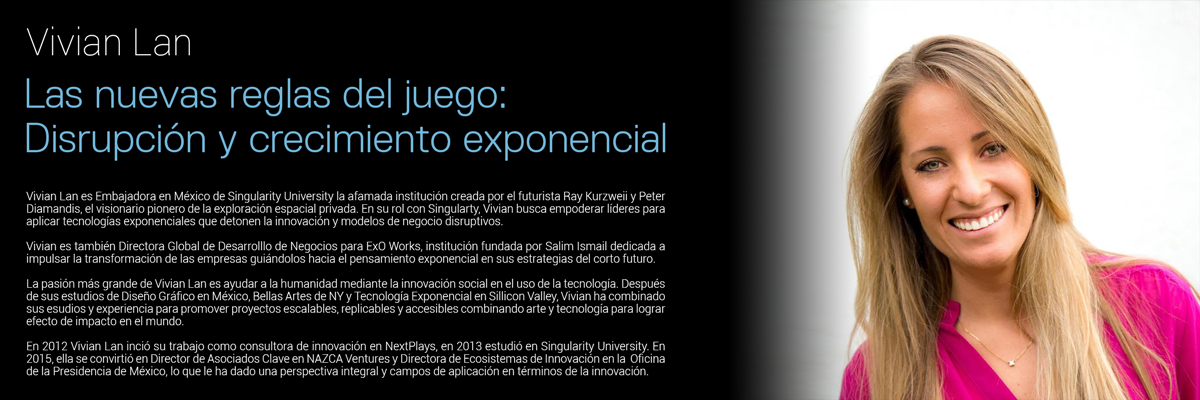 Vivian Lan
Las nuevas reglas del juego:
Disrupción y crecimiento exponencial
Vivian Lan es Embajadora en México de Singularity University la afamada institución creada por el futurista Ray Kurzweii y Peter
Diamandis, el visionario pionero de la exploración espacial privada. En su rol con Singularty, Vivian busca empoderar líderes para
aplicar tecnologías exponenciales que detonen la innovación y modelos de negocio disruptivos.
Vivian es también Directora Global de Desarrolllo de Negocios para ExO Works, institución fundada por Salim Ismail dedicada a
impulsar la transformación de las empresas guiándolos hacia el pensamiento exponencial en sus estrategias del corto futuro.
La pasión más grande de Vivian Lan es ayudar a la humanidad mediante la innovación social en el uso de la tecnología. Después
de sus estudios de Diseño Gráfico en México, Bellas Artes de NY y Tecnología Exponencial en Sillicon Valley, Vivian ha combinado
sus esudios y experiencia para promover proyectos escalables, replicables y accesibles combinando arte y tecnología para lograr
efecto de impacto en el mundo.
En 2012 Vivian Lan inció su trabajo como consultora de innovación en NextPlays, en 2013 estudió en Singularity University. En
2015, ella se convirtió en Director de Asociados Clave en NAZCA Ventures y Directora de Ecosistemas de Innovación en la Oficina
de la Presidencia de México, lo que le ha dado una perspectiva integral y campos de aplicación en términos de la innovación.